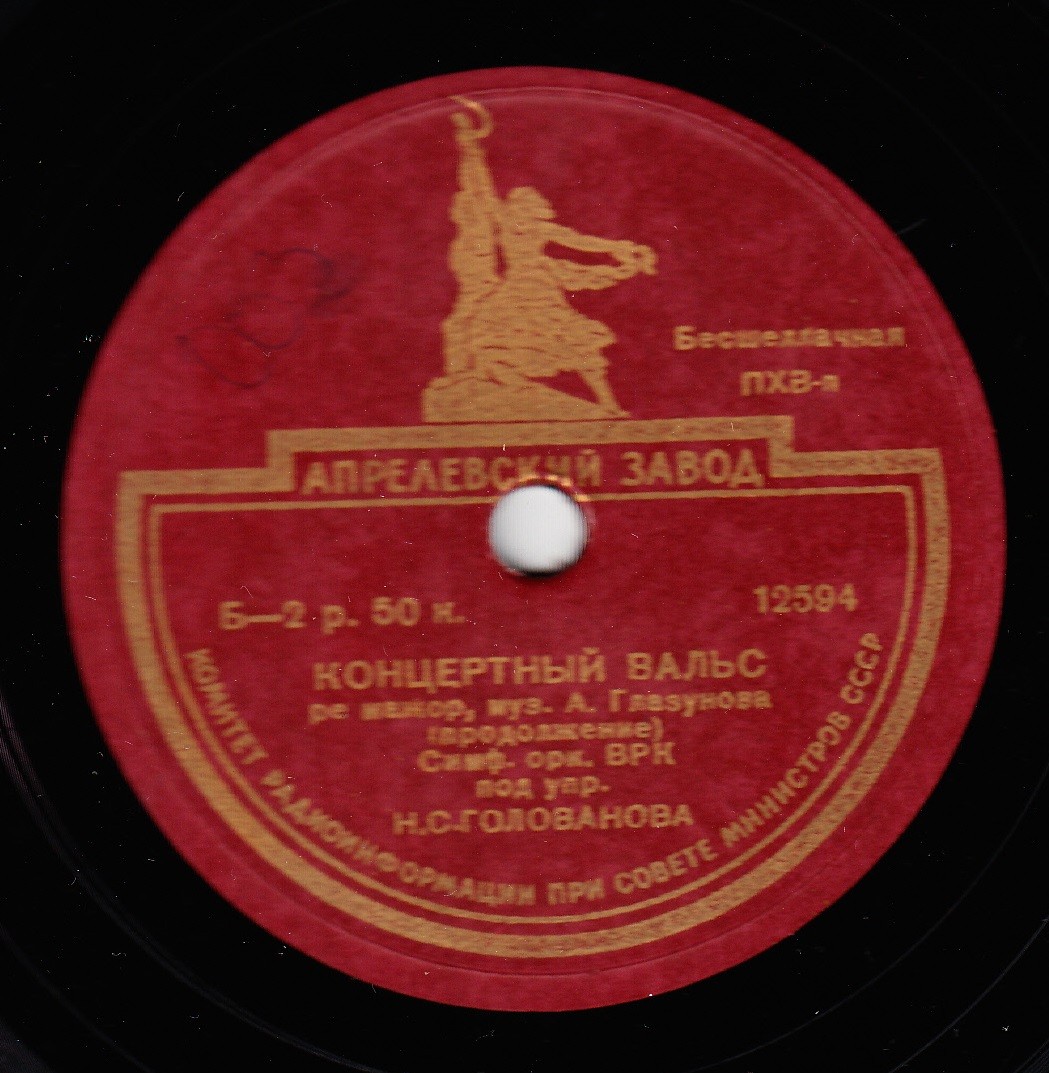 Бесшеллачная
ПХВ-п
АПРЕЛЕВСКИЙ ЗАВОД
Б—2 р. 50 к.
12594
КОНЦЕРТНЫЙ ВАЛЬС
ре мажор, муз. А. Глазунова
(продолжение)
Симф. орк. ВРК
под упр.
Н.С.ГОЛОВАНОВА
КОМИТЕТ РАДИОИНФОРМАЦИИ ПРИ СОВЕТЕ МИНИСТРОВ СССР